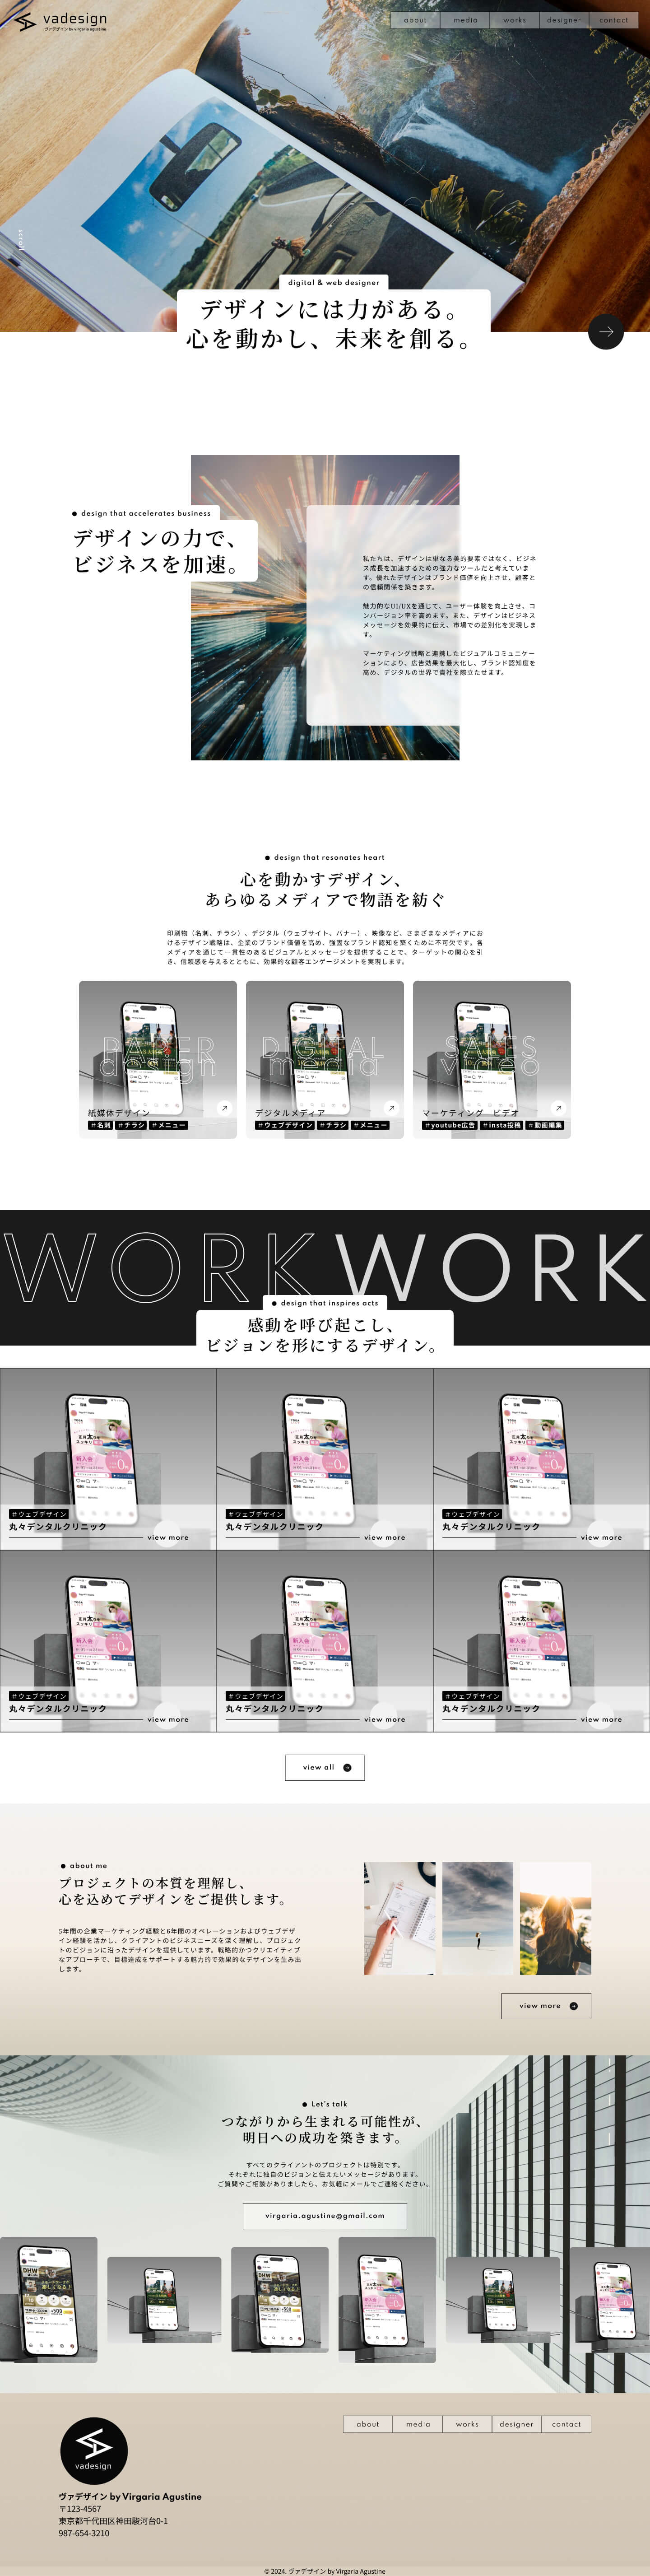 vadesign
ヴァデザイン by virgaria agustine
about
media
works
designer
contact
scroll
digital & web designer
デザインには力がある。
心を動かし、未来を創る。
design that accelerates business
デザインの力で、
ビジネスを加速。
私たちは、デザインは単なる美的要素ではなく、ビジネ
ス成長を加速するための強力なツールだと考えていま
す。優れたデザインはブランド価値を向上させ、顧客と
の信頼関係を築きます。
魅力的なUI/UXを通じて、ユーザー体験を向上させ、コ
ンバージョン率を高めます。また、デザインはビジネス
メッセージを効果的に伝え、市場での差別化を実現しま
す。
マーケティング戦略と連携したビジュアルコミュニケー
ションにより、広告効果を最大化し、ブランド認知度を
高め、デジタルの世界で貴社を際立たせます。
design that resonates heart
心を動かすデザイン、
あらゆるメディアで物語を紡ぐ
印刷物（名刺、チラシ）、デジタル（ウェブサイト、バナー）、映像など、さまざまなメディアにお
けるデザイン戦略は、企業のブランド価値を高め、強固なブランド認知を築くために不可欠です。各
メディアを通じて一貫性のあるビジュアルとメッセージを提供することで、ターゲットの関心を引
き、信頼感を与えるとともに、効果的な顧客エンゲージメントを実現します。
PAPER
design
紙媒体デザイン
＃名刺 ＃チラシ ＃メニュー
DIGITAL
media
デジタルメディア
＃ウェブデザイン ＃チラシ ＃メニュー
SALES
video
マーケティング ビデオ
＃youtube広告 ＃insta投稿 ＃動画編集
WORK WORK
design that inspires acts
感動を呼び起こし、
ビジョンを形にするデザイン。
＃ウェブデザイン
丸々デンタルクリニック
view more
＃ウェブデザイン
丸々デンタルクリニック
view more
＃ウェブデザイン
丸々デンタルクリニック
view more
＃ウェブデザイン
丸々デンタルクリニック
view more
＃ウェブデザイン
丸々デンタルクリニック
view more
＃ウェブデザイン
丸々デンタルクリニック
view more
view all
about me
プロジェクトの本質を理解し、
心を込めてデザインをご提供します。
5年間の企業マーケティング経験と6年間のオペレーションおよびウェブデザ
イン経験を活かし、クライアントのビジネスニーズを深く理解し、プロジェク
トのビジョンに沿ったデザインを提供しています。戦略的かつクリエイティブ
なアプローチで、目標達成をサポートする魅力的で効果的なデザインを生み出
します。
view more
Let's talk
つながりから生まれる可能性が、
明日への成功を築きます。
すべてのクライアントのプロジェクトは特別です。
それぞれに独自のビジョンと伝えたいメッセージがあります。
ご質問やご相談がありましたら、お気軽にメールでご連絡ください。
virgaria.agustine@gmail.com
about
media
works
designer
contact
vadesign
ヴァデザイン by Virgaria Agustine
〒123-4567
東京都千代田区神田駿河台0-1
987-654-3210
© 2024. ヴァデザイン by Virgaria Agustine